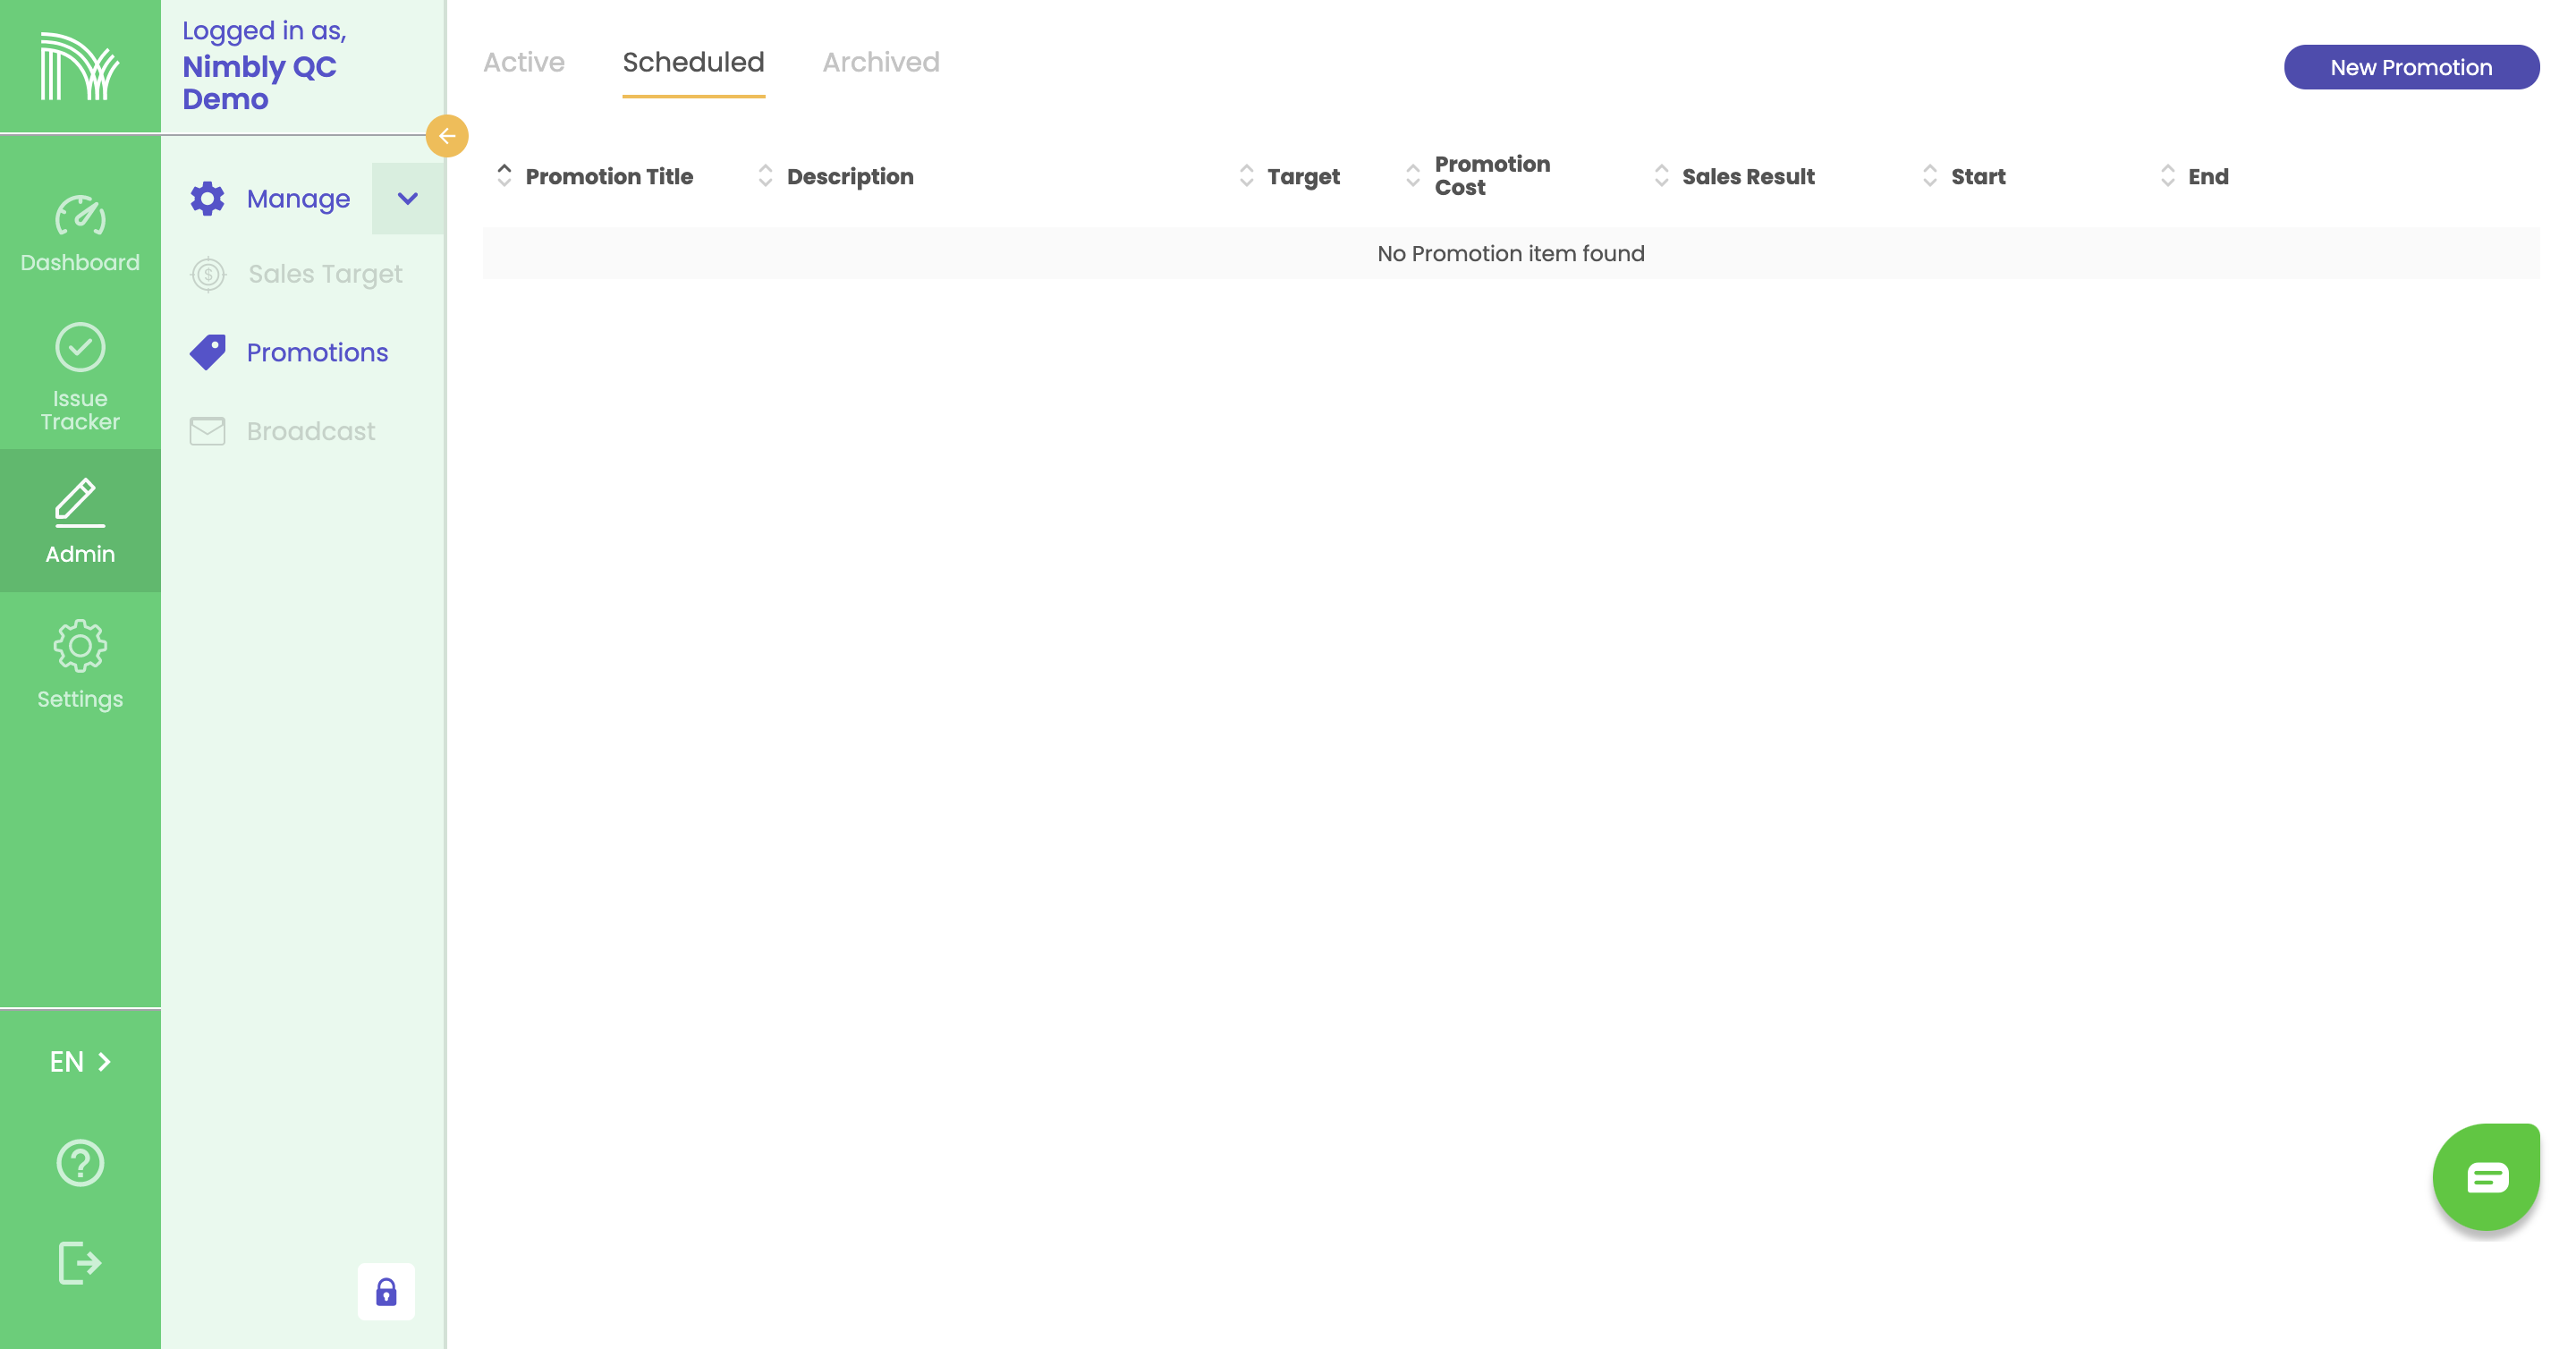 Logged in as,
Nimbly QC
Demo
Dashboard
Issue
Tracker
Admin
Settings
EN
Manage
Sales Target
Promotions
Broadcast
Active
Scheduled
Archived
New Promotion
Promotion Title
Description
Target
Promotion
Cost
Sales Result
Start
End
No Promotion item found